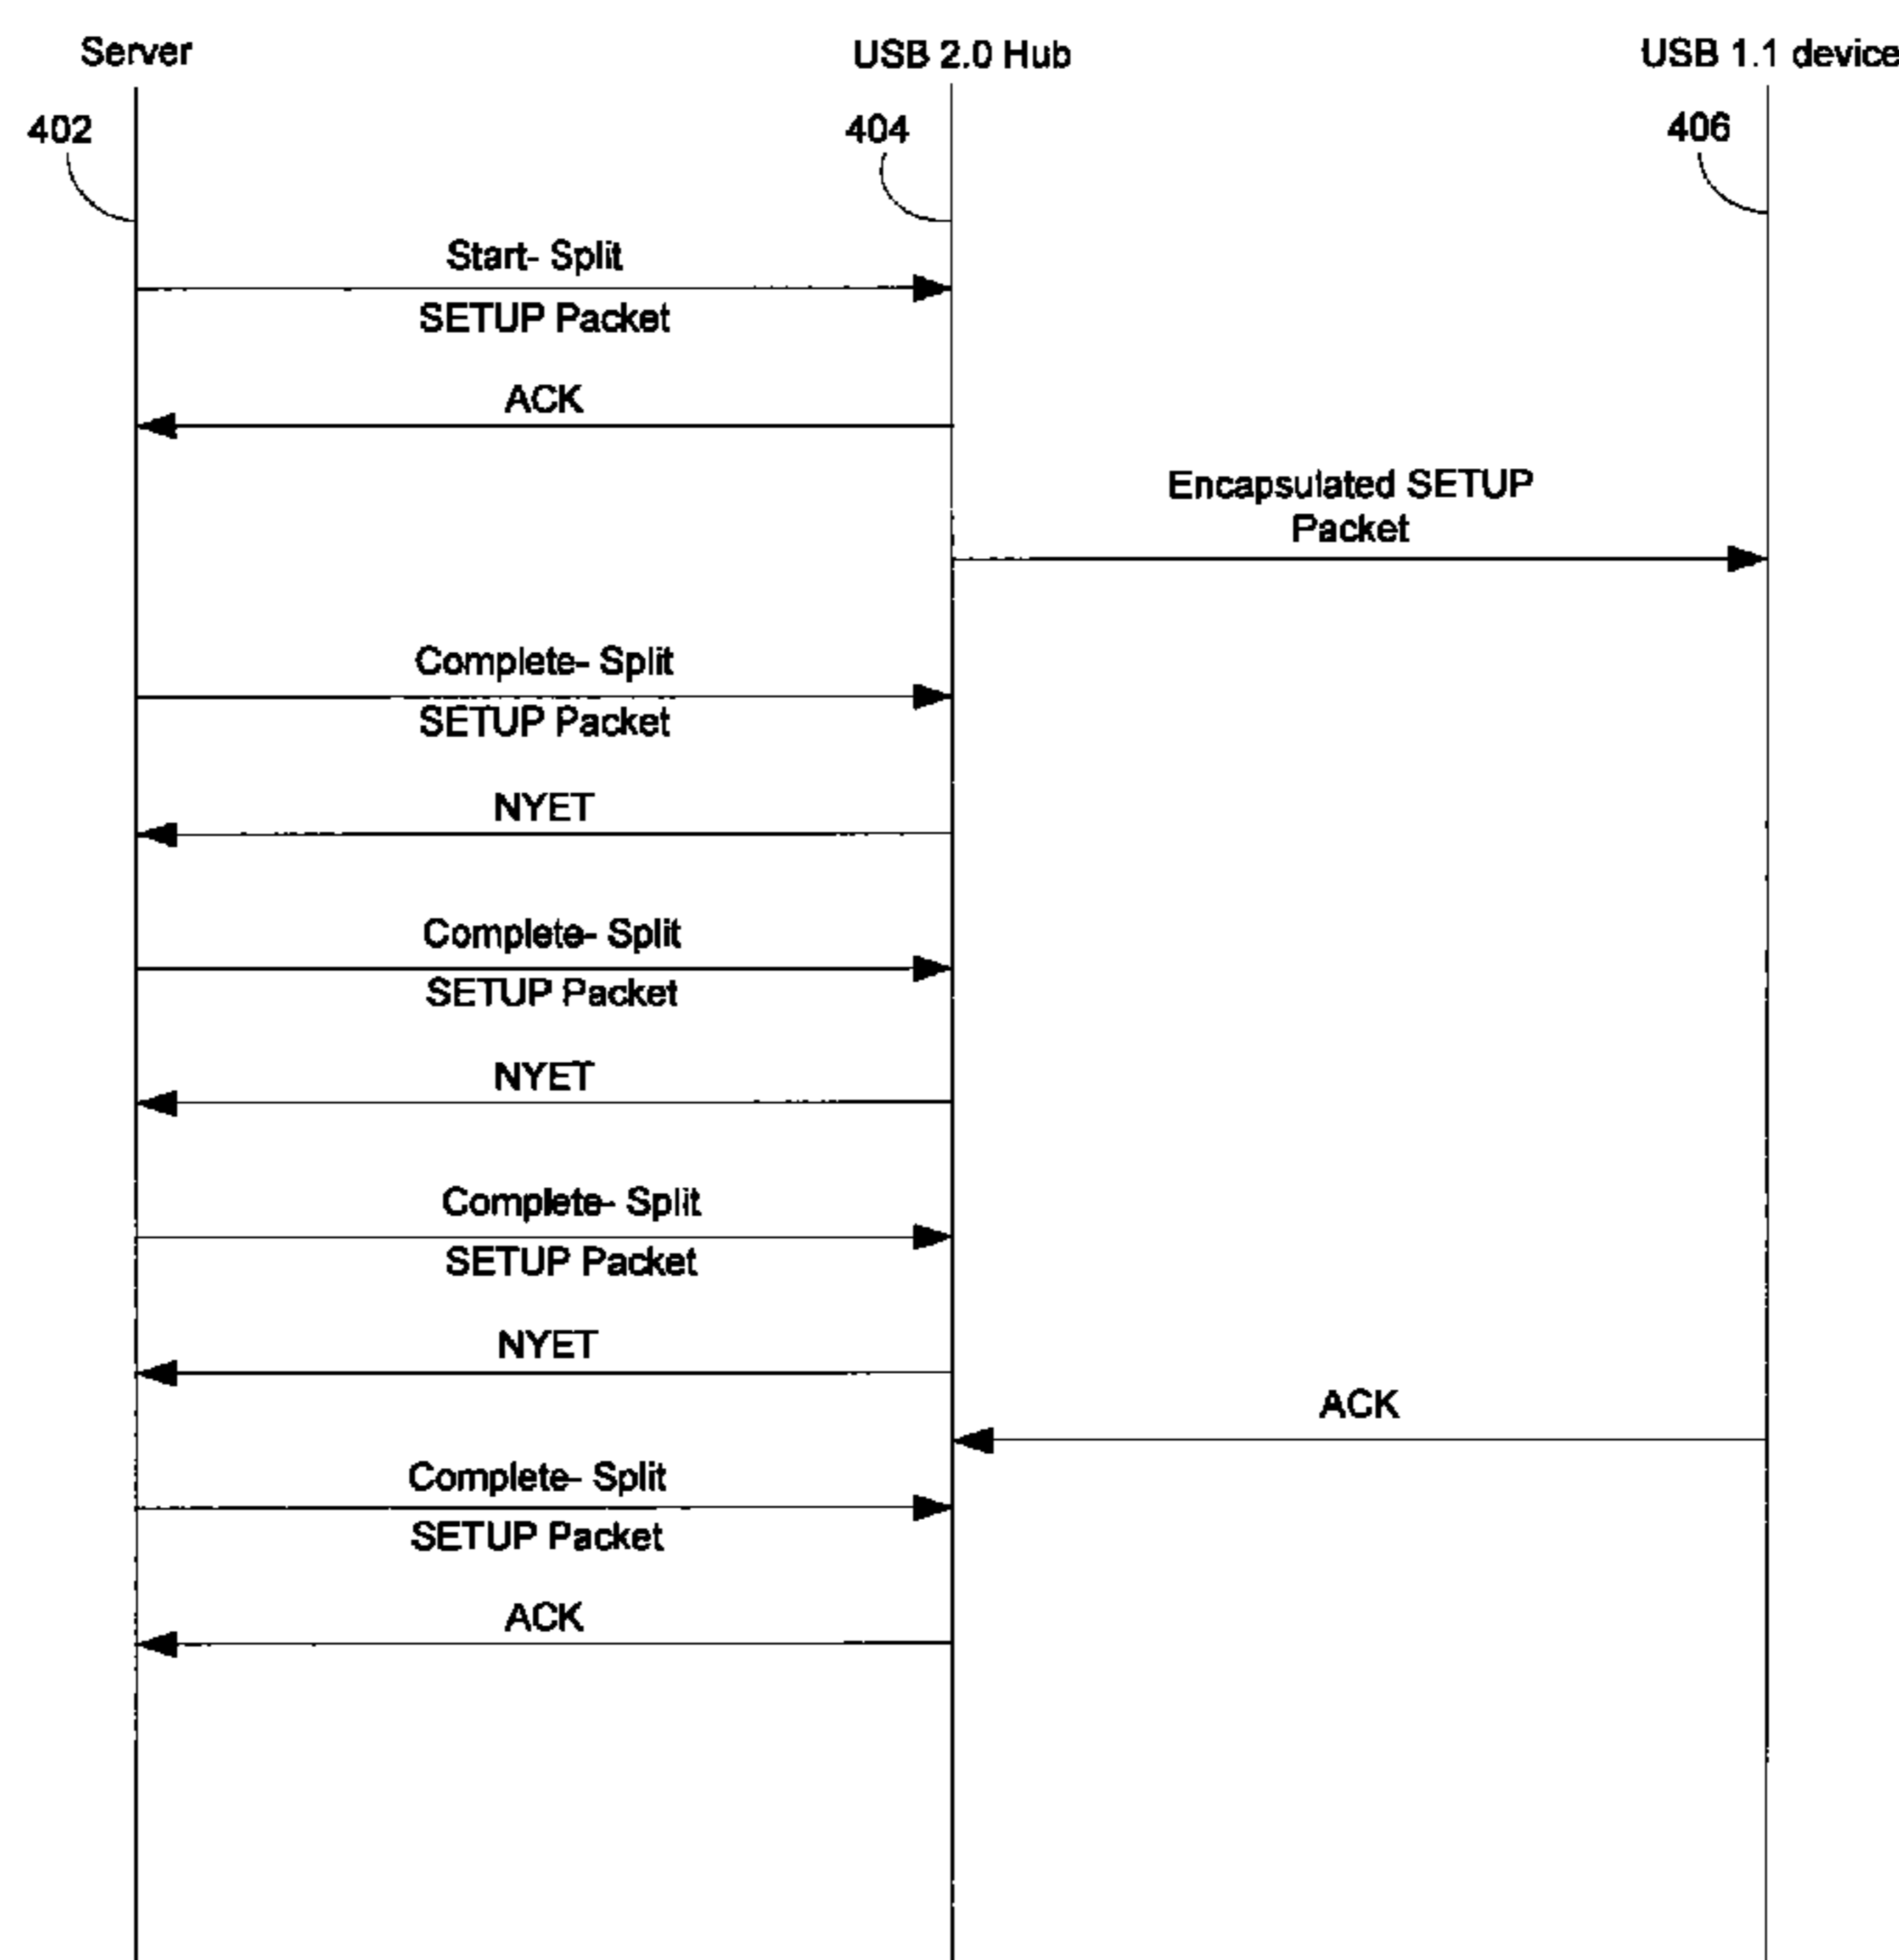 Server
USB 2.0 Hub
USB 1.1 device
402
404
406
Start- Split
SETUP Packet
ACK
Encapsulated SETUP
Packet
Complete- Split
SETUP Packet
NYET
Complete- Split
SETUP Packet
NYET
Complete- Split
SETUP Packet
NYET
ACK
Complete- Split
SETUP Packet
ACK